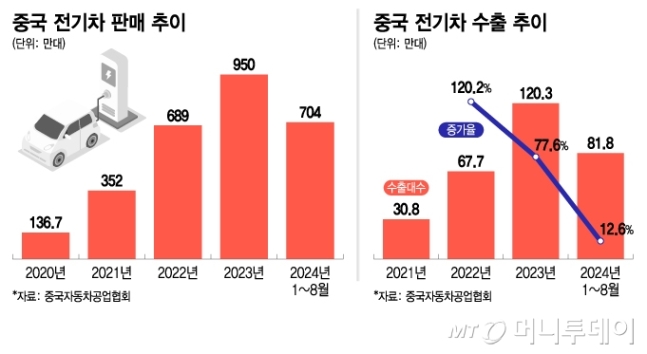 중국 전기차 판매 추이
(단위: 만대)
950
689
704
352
136.7
2020년
2021년
2022년
2023년
2024년
1~8월
*자료: 중국자동차공업협회
중국 전기차 수출 추이
(단위: 만대)
120.2%
120.3
증가율
77.6%
81.8
67.7
수출대수
30.8
12.6%
2021년
2022년
2023년
2024년
1~8월
*자료: 중국자동차공업협회
MT 머니투데이